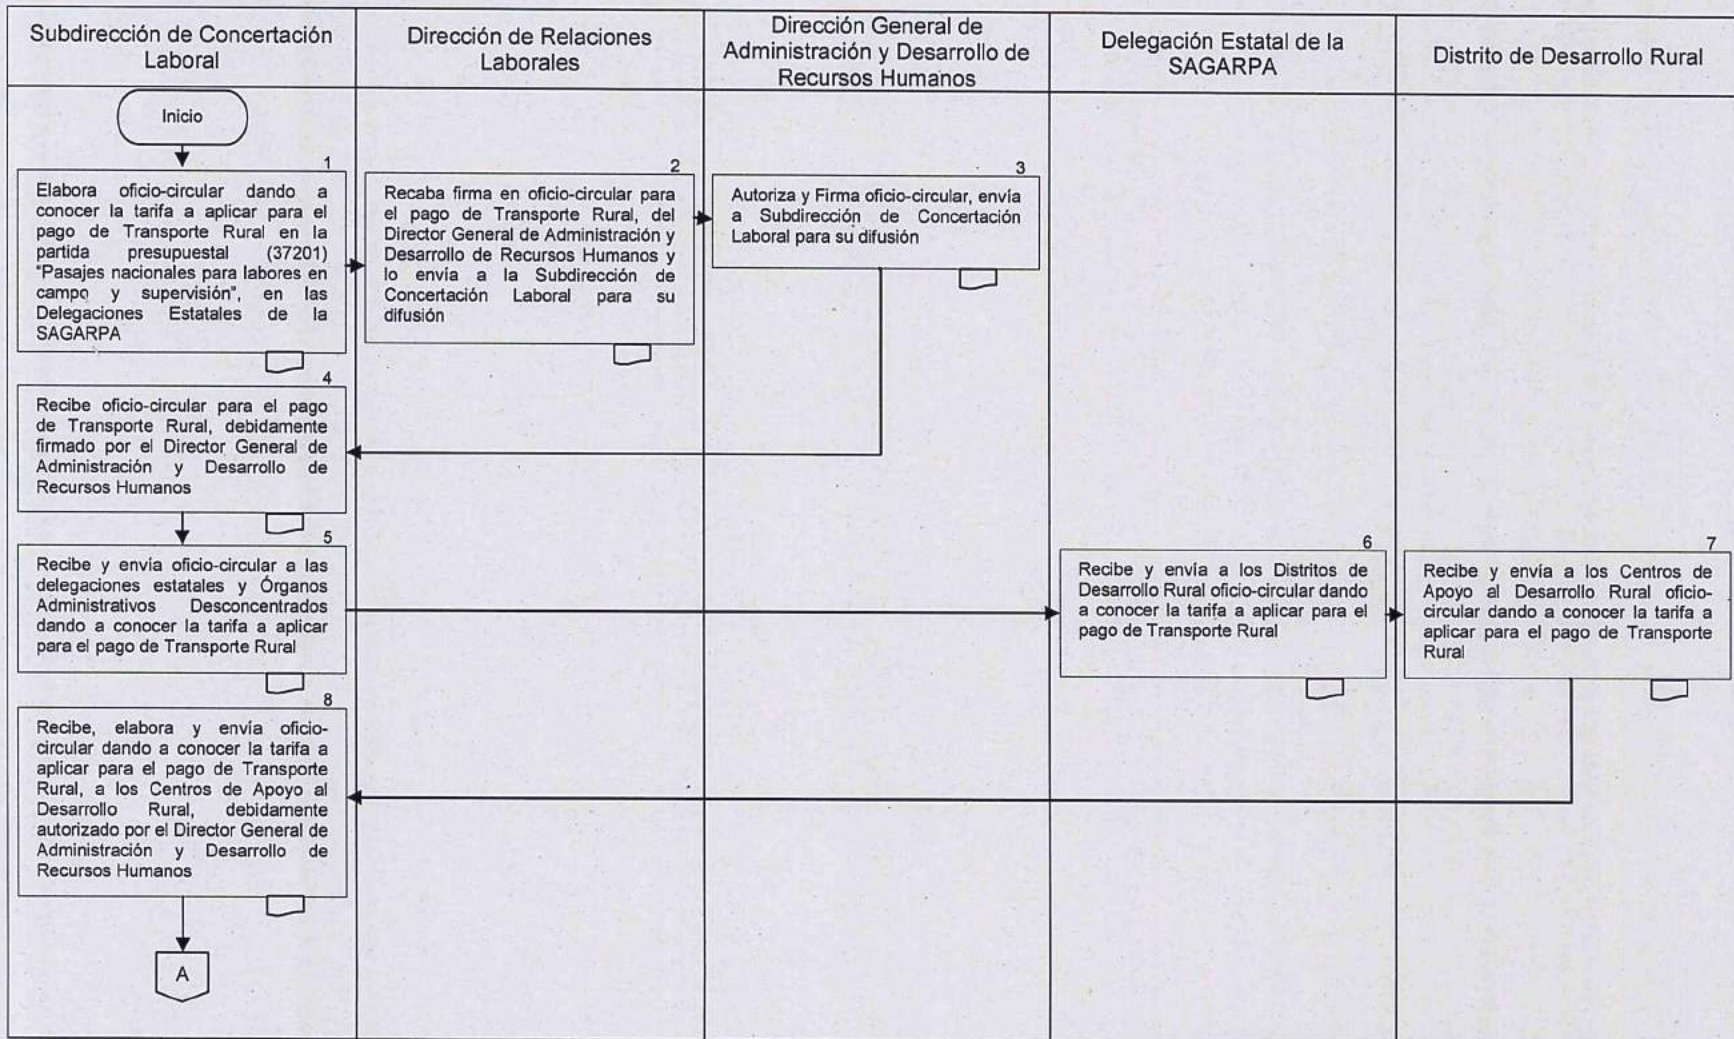 Subdirección de Concertación
Laboral
Dirección de Relaciones
Laborales
Dirección General de
Administración y Desarrollo de
Recursos Humanos
Delegación Estatal de la
SAGARPA
Distrito de Desarrollo Rural
Inicio
1
Elabora oficio-circular dando a
conocer la tarifa a aplicar para el
pago de Transporte Rural en la
partida presupuestal (37201)
"Pasajes nacionales para labores en
campo y supervisión", en las
Delegaciones Estatales de la
SAGARPA
2
Recaba firma en oficio-circular para
el pago de Transporte Rural, del
Director General de Administración y
Desarrollo de Recursos Humanos y
lo envía a la Subdirección de
Concertación Laboral para su
difusión
3
Autoriza y Firma oficio-circular, envía
a Subdirección de Concertación
Laboral para su difusión
4
Recibe oficio-circular para el pago
de Transporte Rural, debidamente
firmado por el Director General de
Administración y Desarrollo de
Recursos Humanos
5
Recibe y envía oficio-circular a las
delegaciones estatales y Órganos
Administrativos Desconcentrados
dando a conocer la tarifa a aplicar
para el pago de Transporte Rural
6
Recibe y envía a los Distritos de
Desarrollo Rural oficio-circular dando
a conocer la tarifa a aplicar para el
pago de Transporte Rural
7
Recibe y envía a los Centros de
Apoyo al Desarrollo Rural oficio-
circular dando a conocer la tarifa a
aplicar para el pago de Transporte
Rural
8
Recibe, elabora y envía oficio-
circular dando a conocer la tarifa a
aplicar para el pago de Transporte
Rural, a los Centros de Apoyo al
Desarrollo Rural, debidamente
autorizado por el Director General de
Administración y Desarrollo de
Recursos Humanos
A